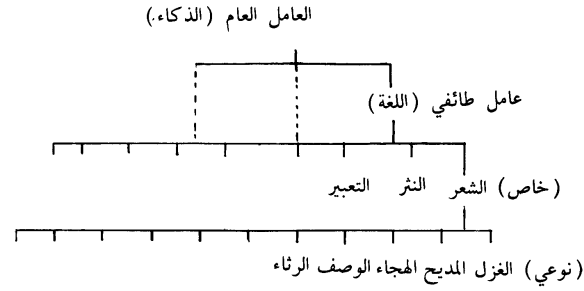 العامل العام (الذكاء.)
عامل طائفي (اللغة)
(خاص) الشعر النثر التعبير
(نوعي) الغزل المديح الهجاء الوصف الرثاء